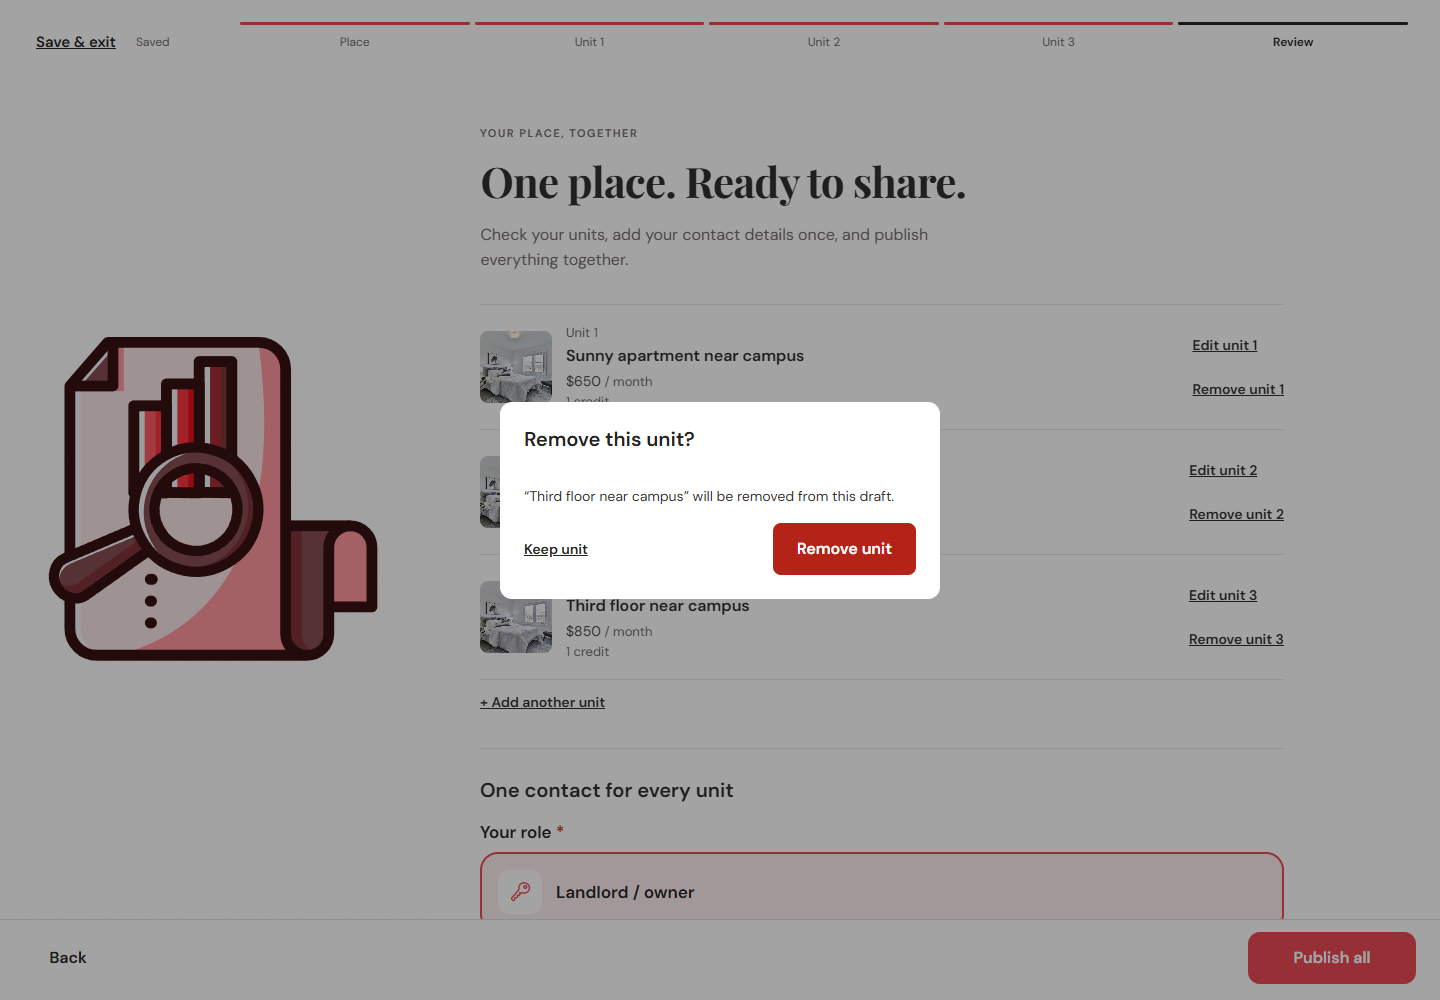 Save & exit
Saved
Place
Unit 1
Unit 2
Unit 3
Review
YOUR PLACE, TOGETHER
One place. Ready to share.
Check your units, add your contact details once, and publish
everything together.
Unit 1
Sunny apartment near campus
$650 / month
1 credit
Edit unit 1
Remove unit 1
Edit unit 2
Remove unit 2
Remove this unit?
“Third floor near campus” will be removed from this draft.
Keep unit
Remove unit
Third floor near campus
$850 / month
1 credit
Edit unit 3
Remove unit 3
+ Add another unit
One contact for every unit
Your role *
Landlord / owner
Back
Publish all